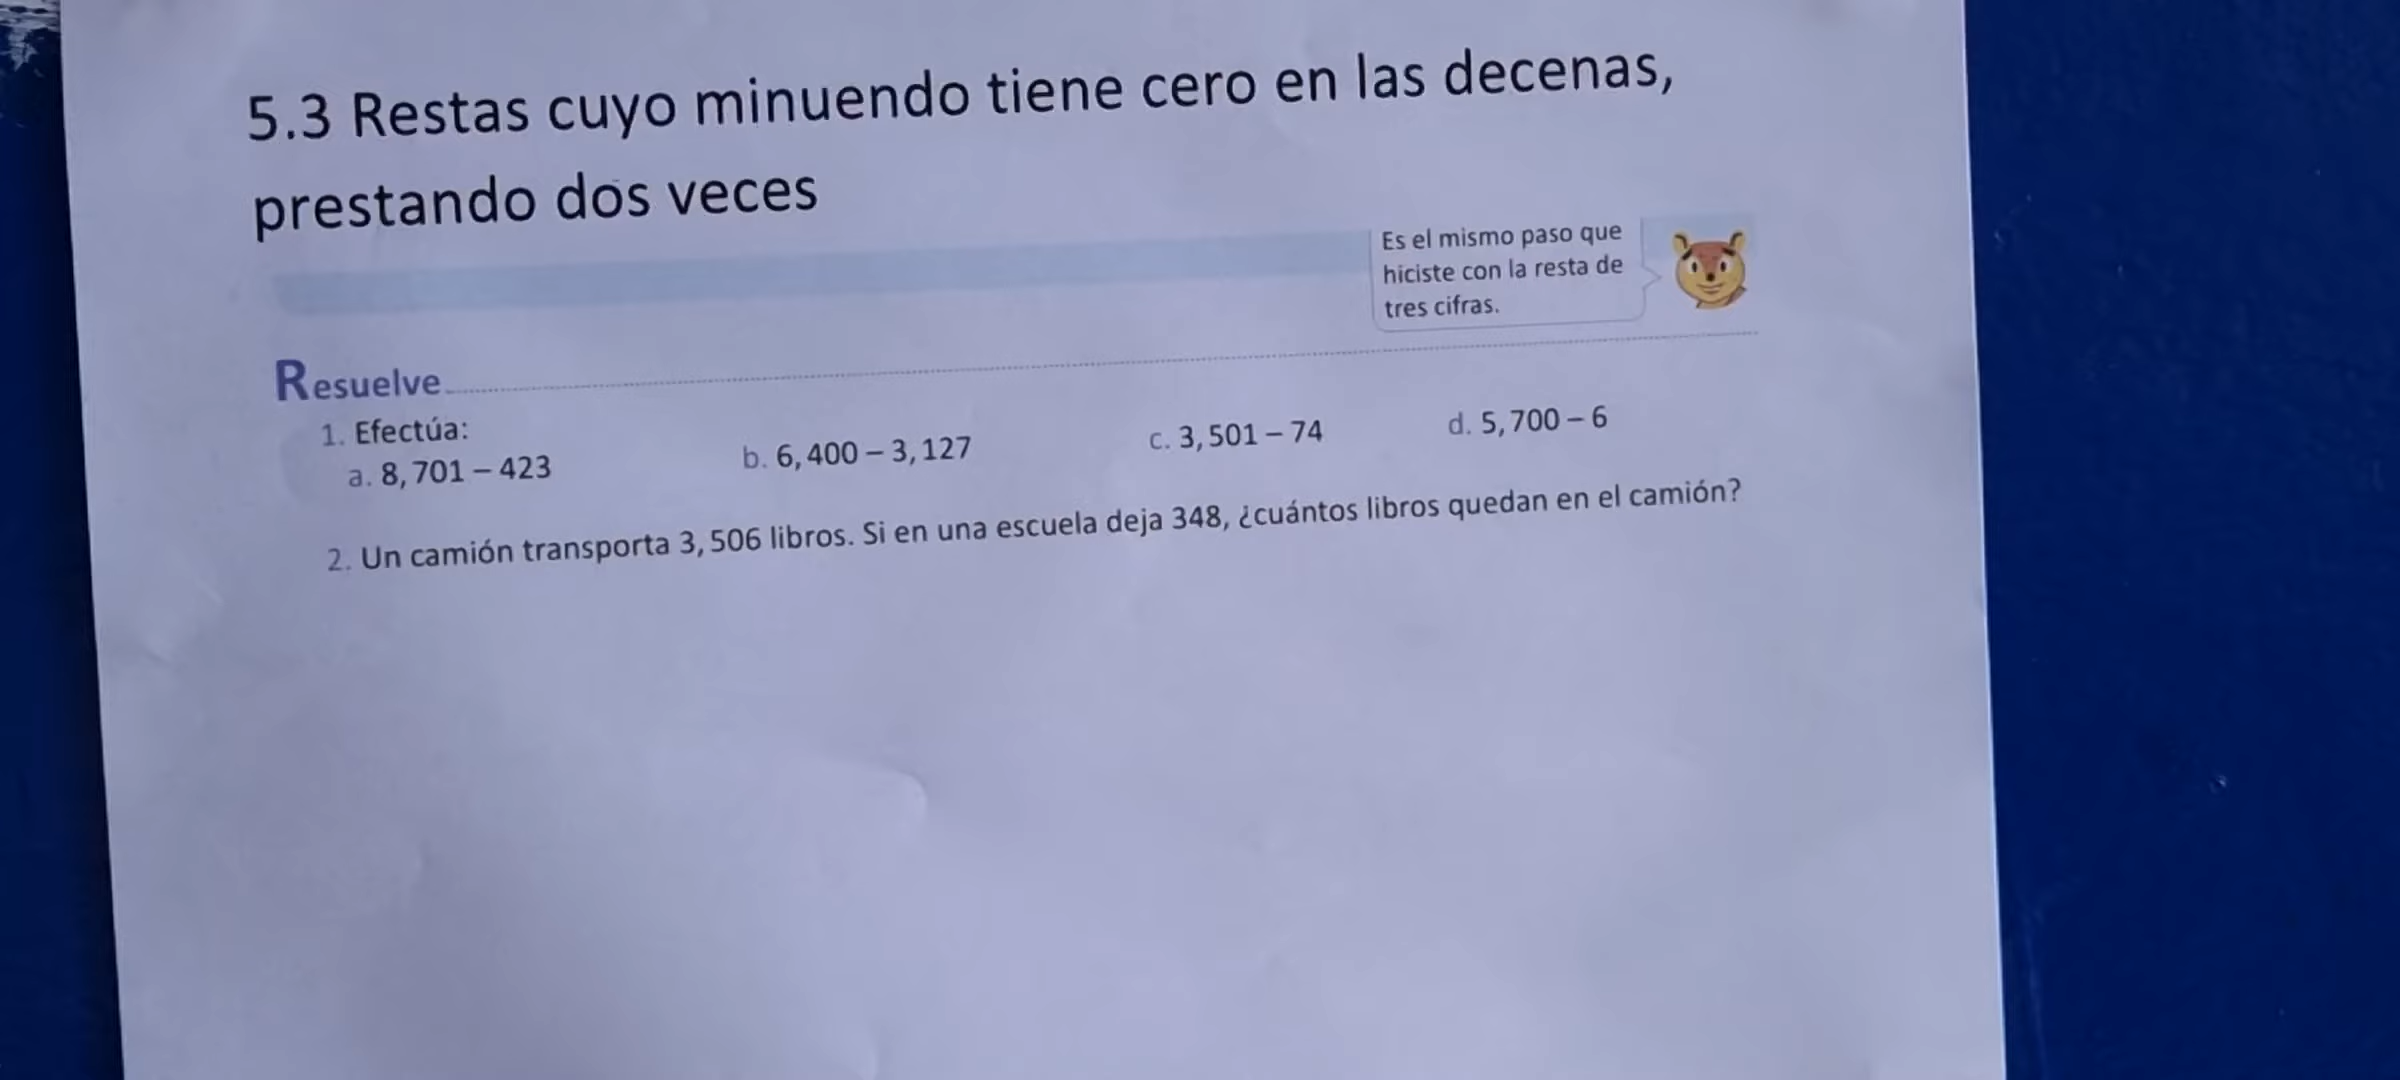 5.3 Restas cuyo minuendo tiene cero en las decenas,
prestando dos veces
Es el mismo paso que
hiciste con la resta de
tres cifras.
Resuelve
1. Efectúa:
a. 8,701 – 423 b. 6,400 – 3,127 c. 3,501 – 74 d. 5,700 – 6
2. Un camión transporta 3,506 libros. Si en una escuela deja 348, ¿cuántos libros quedan en el camión?